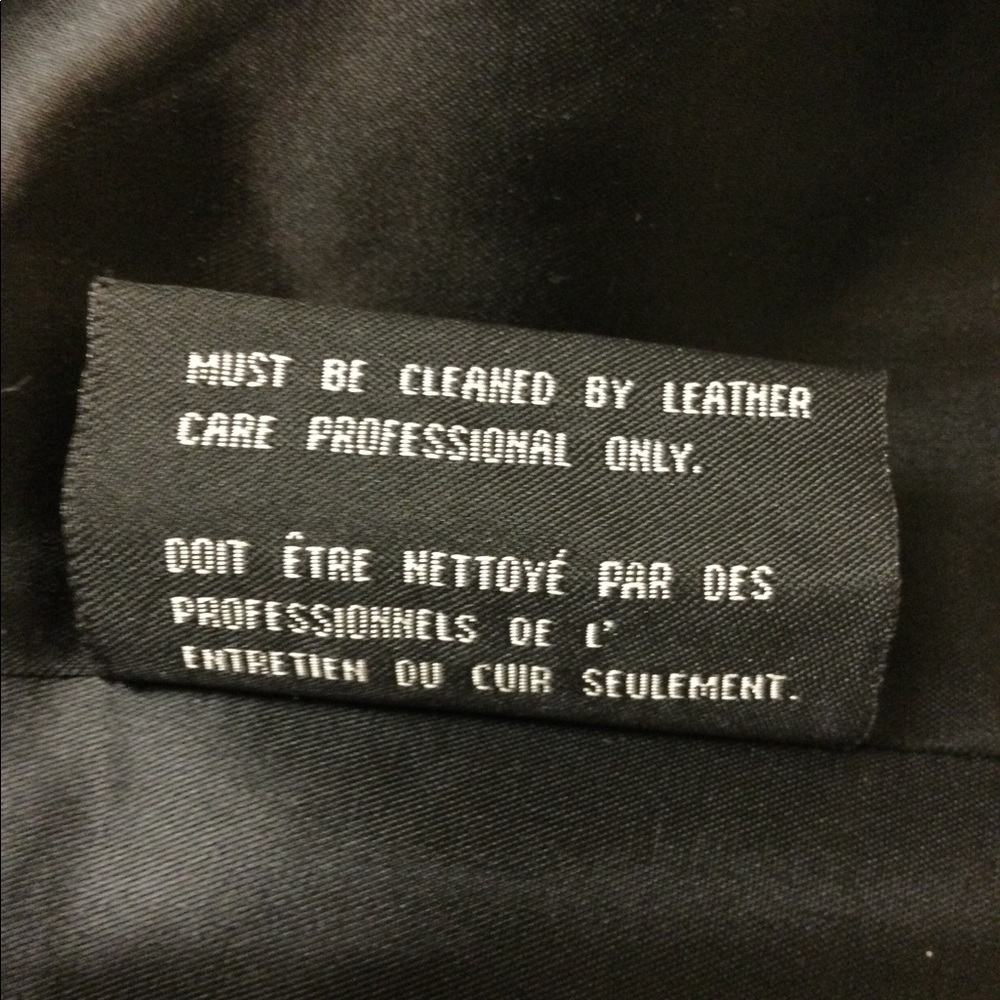 MUST BE CLEANED BY LEATHER
CARE PROFESSIONAL ONLY.
DOIT ÊTRE NETTOYÉ PAR DES
PROFESSIONNELS DE L'
ENTRETIEN DU CUIR SEULEMENT.